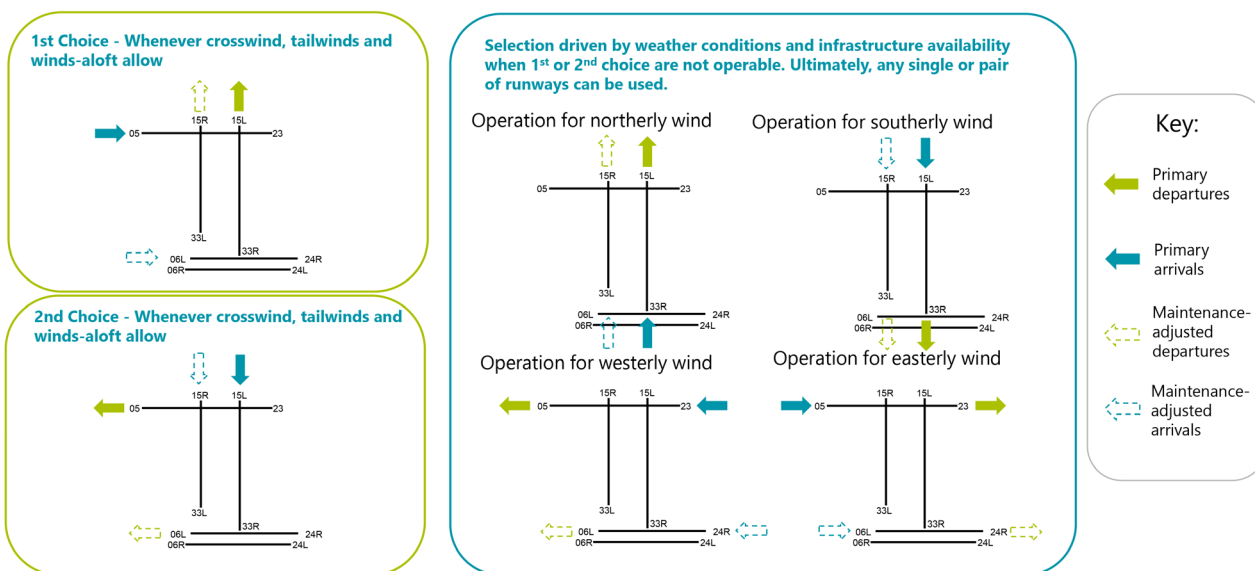 1st Choice - Whenever crosswind, tailwinds and
winds-aloft allow
15R
15L
05
23
33L
33R
06L
24R
06R
24L
2nd Choice - Whenever crosswind, tailwinds and
winds-aloft allow
15R
15L
05
23
33L
33R
06L
24R
06R
24L
Selection driven by weather conditions and infrastructure availability
when 1st or 2nd choice are not operable. Ultimately, any single or pair
of runways can be used.
Operation for northerly wind
15R
15L
05
23
33L
33R
06L
24R
06R
24L
Operation for southerly wind
15R
15L
05
23
33L
33R
06L
24R
06R
24L
Operation for westerly wind
15R
15L
05
23
33L
33R
06L
24R
06R
24L
Operation for easterly wind
15R
15L
05
23
33L
33R
06L
24R
06R
24L
Key:
Primary
departures
Primary
arrivals
Maintenance-
adjusted
departures
Maintenance-
adjusted
arrivals